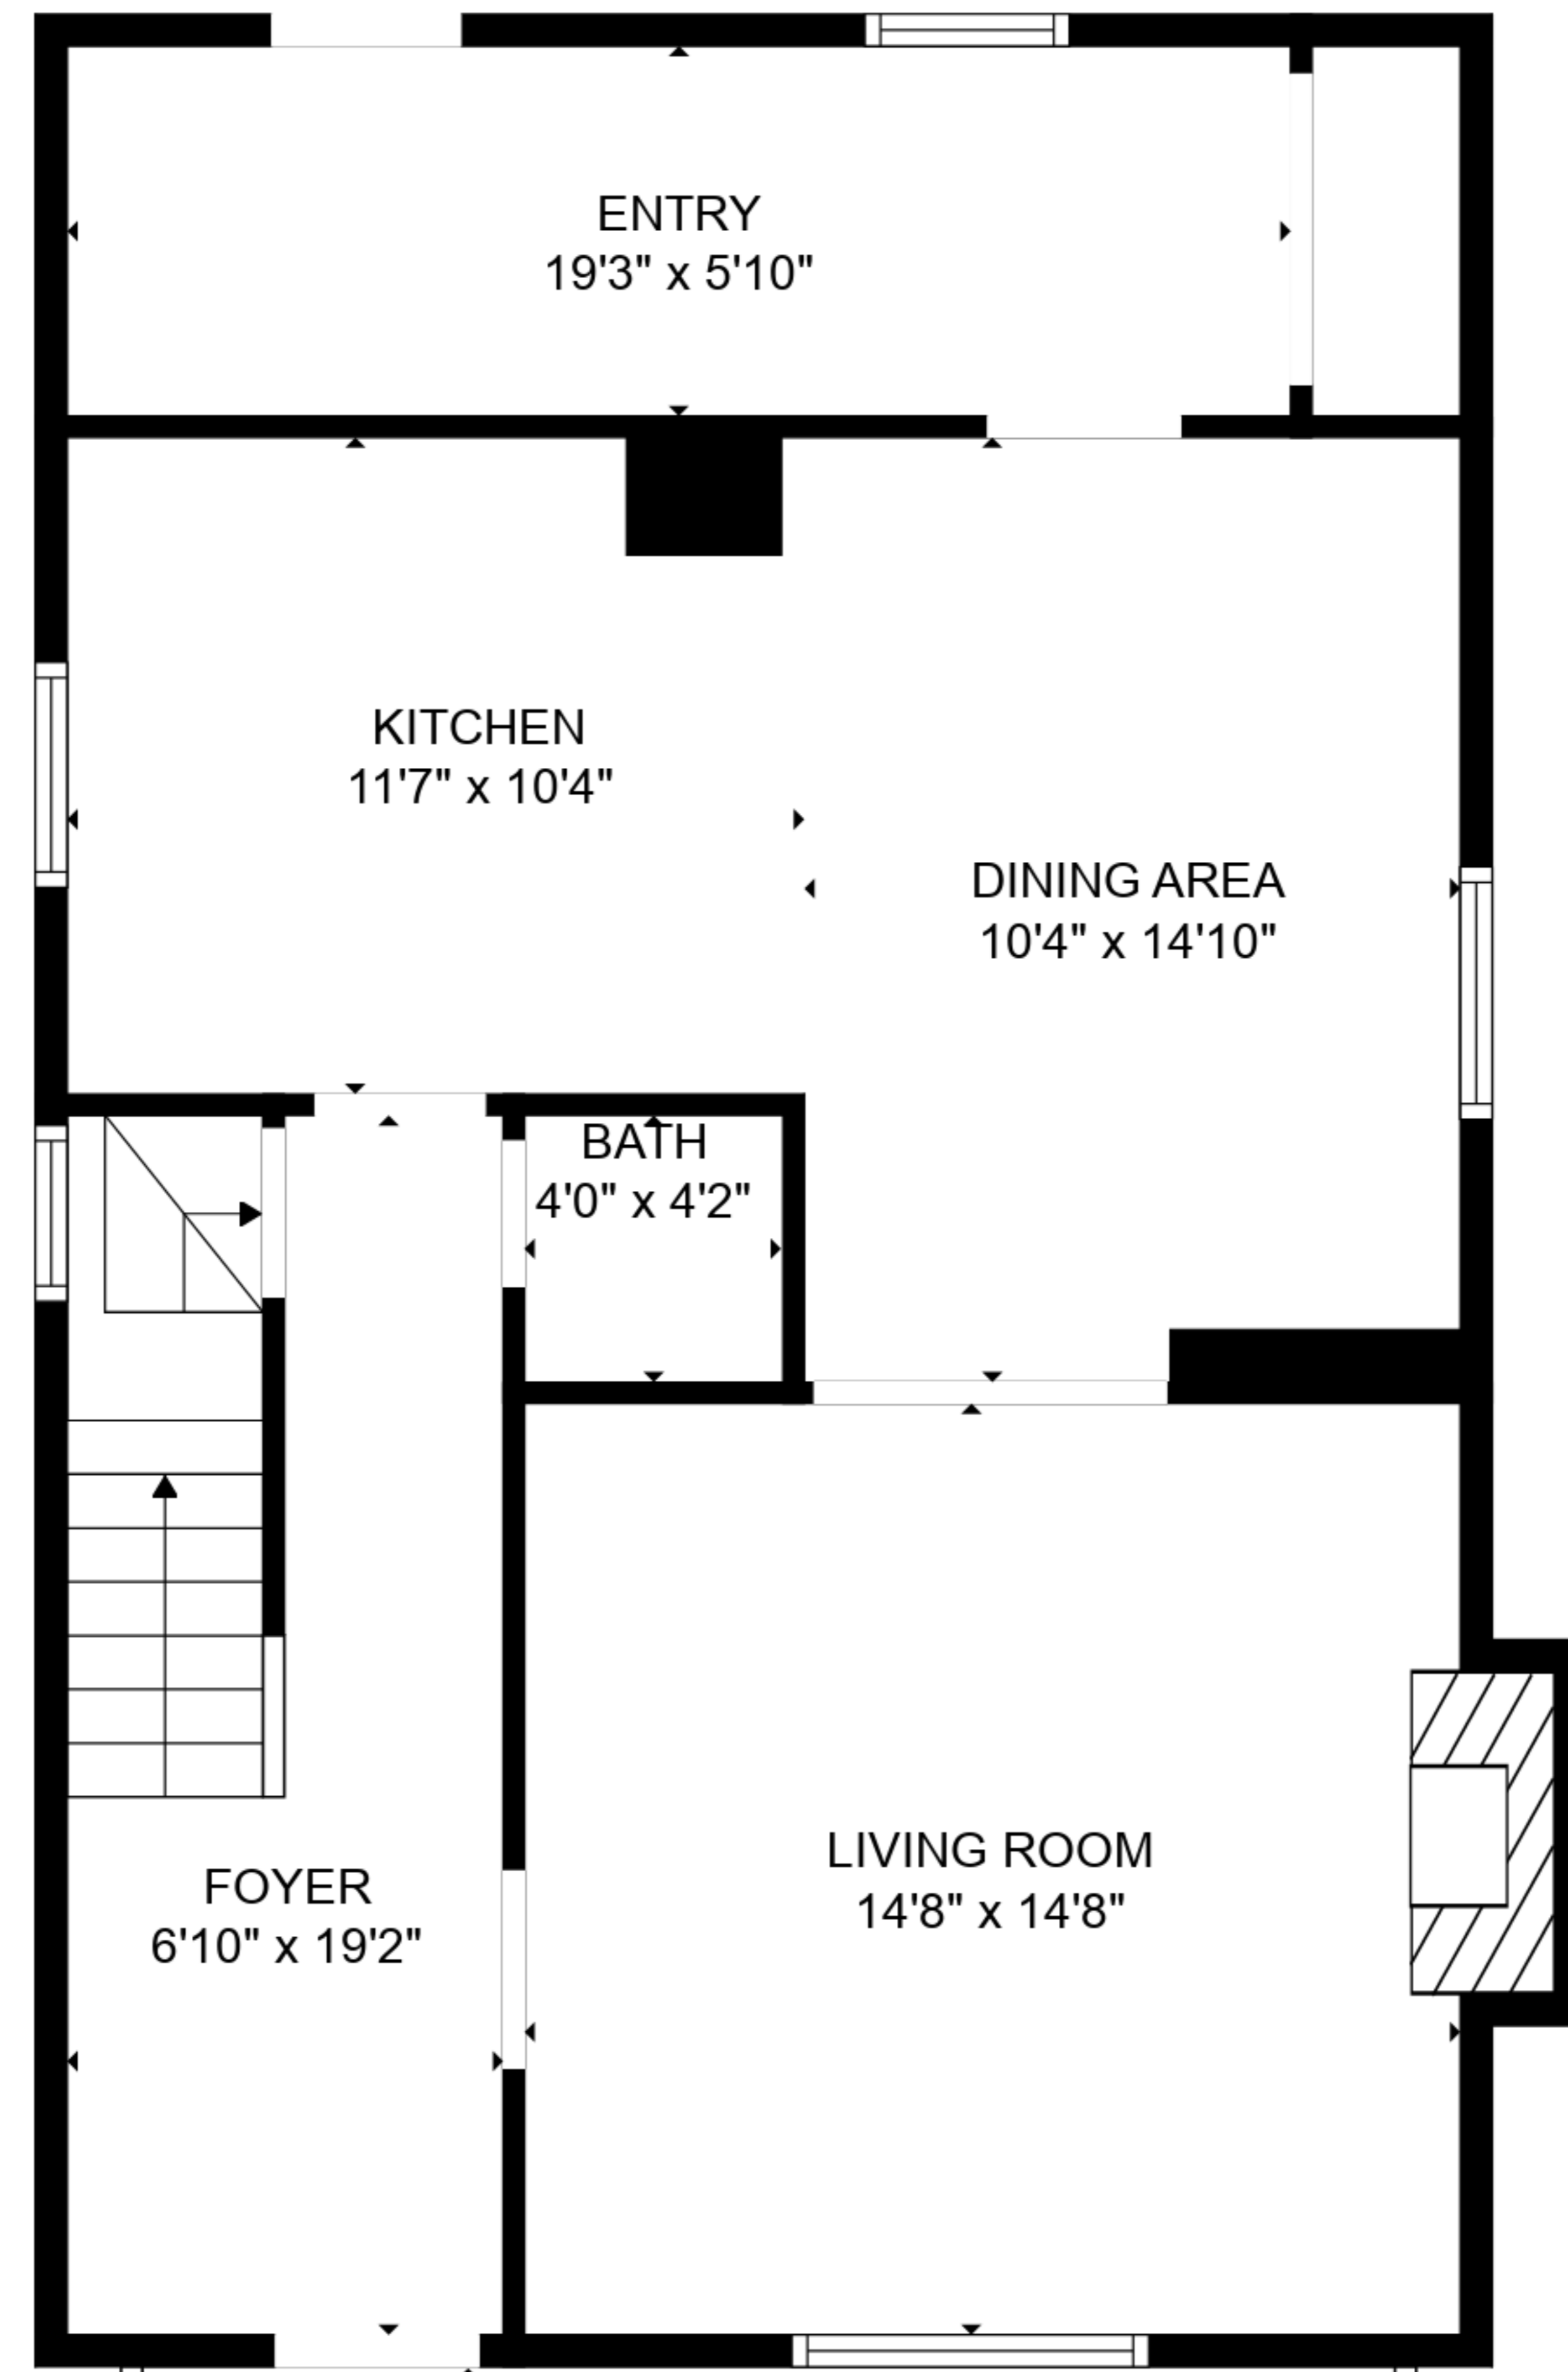 ENTRY
19'3" x 5'10"
KITCHEN
11'7" x 10'4"
DINING AREA
10'4" x 14'10"
BATH
4'0" x 4'2"
LIVING ROOM
14'8" x 14'8"
FOYER
6'10" x 19'2"